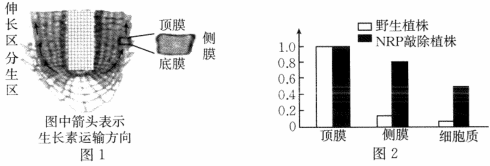 伸长区
分生区
顶膜
侧膜
底膜
图中箭头表示
生长素运输方向
图1
野生植株
NRP敲除植株
1.0
0.8
0.6
0.4
0.2
0
顶膜
侧膜
细胞质
图2